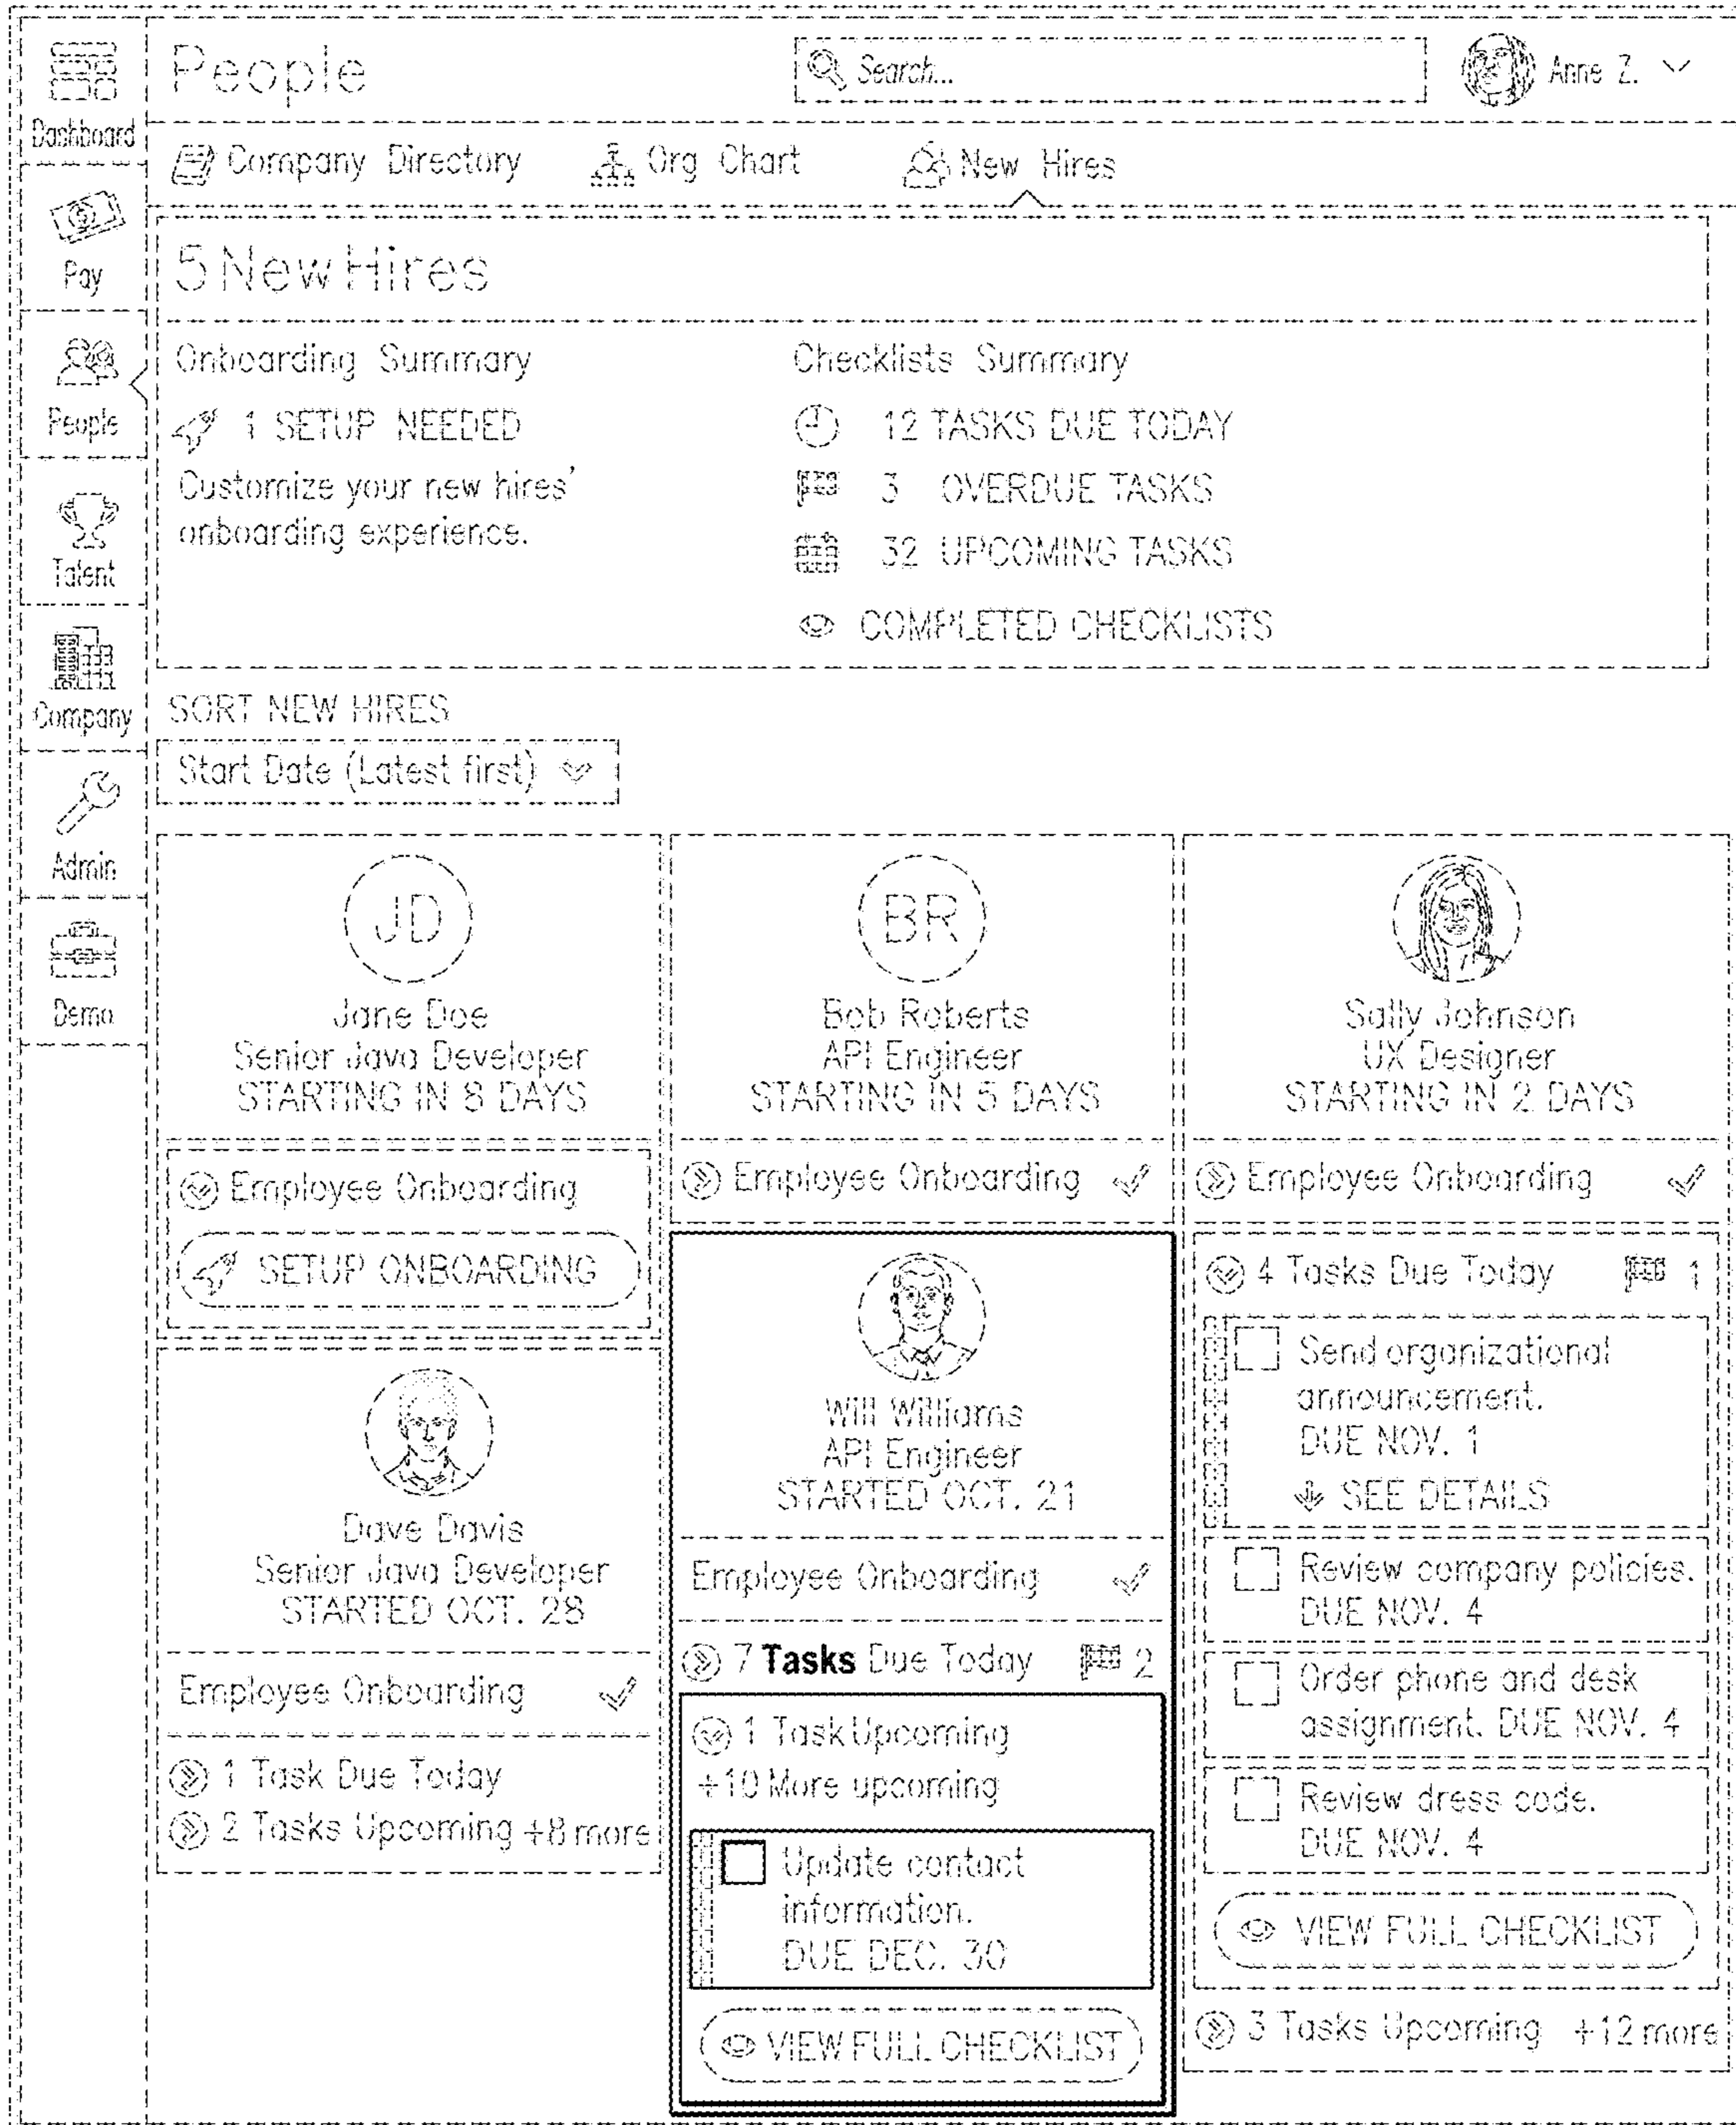 People
Search...
Anne Z.
Dashboard
Pay
People
Talent
Company
Admin
Demo
Company Directory
Org Chart
New Hires
5 New Hires
Onboarding Summary
1 SETUP NEEDED
Customize your new hires'
onboarding experience.
Checklists Summary
12 TASKS DUE TODAY
3 OVERDUE TASKS
32 UPCOMING TASKS
COMPLETED CHECKLISTS
SORT NEW HIRES
Start Date (Latest first)
JD
Jane Doe
Senior Java Developer
STARTING IN 8 DAYS
Employee Onboarding
SETUP ONBOARDING
Dave Davis
Senior Java Developer
STARTED OCT. 28
Employee Onboarding
1 Task Due Today
2 Tasks Upcoming +8 more
BR
Bob Roberts
API Engineer
STARTING IN 5 DAYS
Employee Onboarding
Will Williams
API Engineer
STARTED OCT. 21
Employee Onboarding
7 Tasks Due Today 2
1 Task Upcoming
+10 More upcoming
Update contact
information.
DUE DEC. 30
VIEW FULL CHECKLIST
Sally Johnson
UX Designer
STARTING IN 2 DAYS
Employee Onboarding
4 Tasks Due Today 1
Send organizational
announcement.
DUE NOV. 1
SEE DETAILS
Review company policies.
DUE NOV. 4
Order phone and desk
assignment. DUE NOV. 4
Review dress code.
DUE NOV. 4
VIEW FULL CHECKLIST
3 Tasks Upcoming +12 more